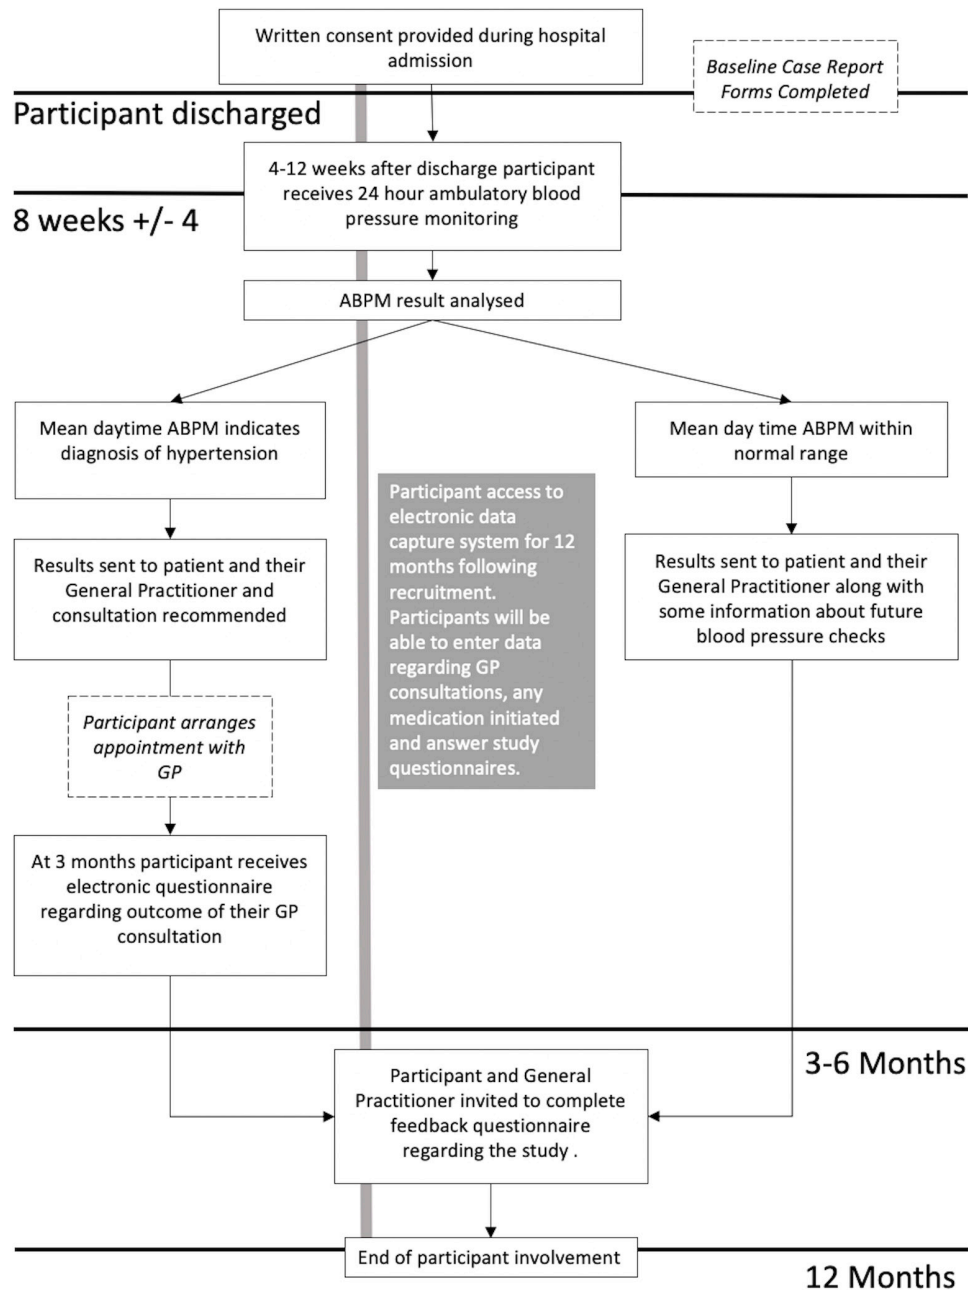 Written consent provided during hospital
admission
Baseline Case Report
Forms Completed
Participant discharged
4-12 weeks after discharge participant
receives 24 hour ambulatory blood
pressure monitoring
8 weeks +/- 4
ABPM result analysed
Mean daytime ABPM indicates
diagnosis of hypertension
Mean day time ABPM within
normal range
Results sent to patient and their
General Practitioner and
consultation recommended
Participant access to
electronic data
capture system for 12
months following
recruitment.
Participants will be
able to enter data
regarding GP
consultations, any
medication initiated
and answer study
questionnaires.
Results sent to patient and their
General Practitioner along with
some information about future
blood pressure checks
Participant arranges
appointment with
GP
At 3 months participant receives
electronic questionnaire
regarding outcome of their GP
consultation
3-6 Months
Participant and General
Practitioner invited to complete
feedback questionnaire
regarding the study .
End of participant involvement
12 Months